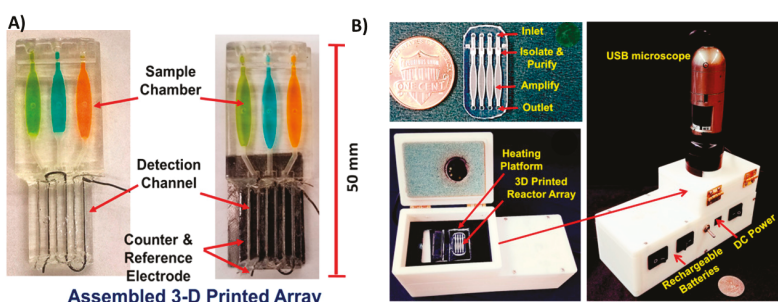 A)
Sample
Chamber
Detection
Channel
Counter &
Reference
Electrode
50 mm
Assembled 3-D Printed Array
B)
Inlet
Isolate &
Purify
Amplify
Outlet
Heating
Platform
3D Printed
Reactor Array
USB microscope
DC Power
Rechargeable
Batteries